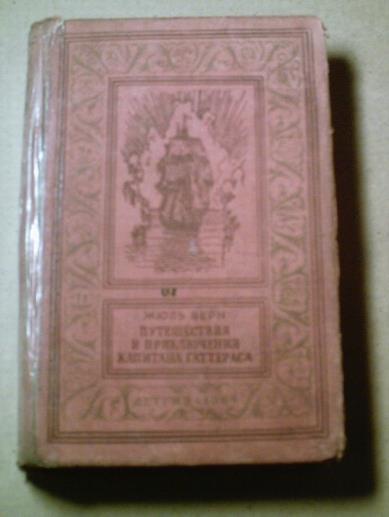 ЖЮЛЬ ВЕРН
ПУТЕШЕСТВИЯ
И ПРИКЛЮЧЕНИЯ
КАПИТАНА ГАТТЕРАСА